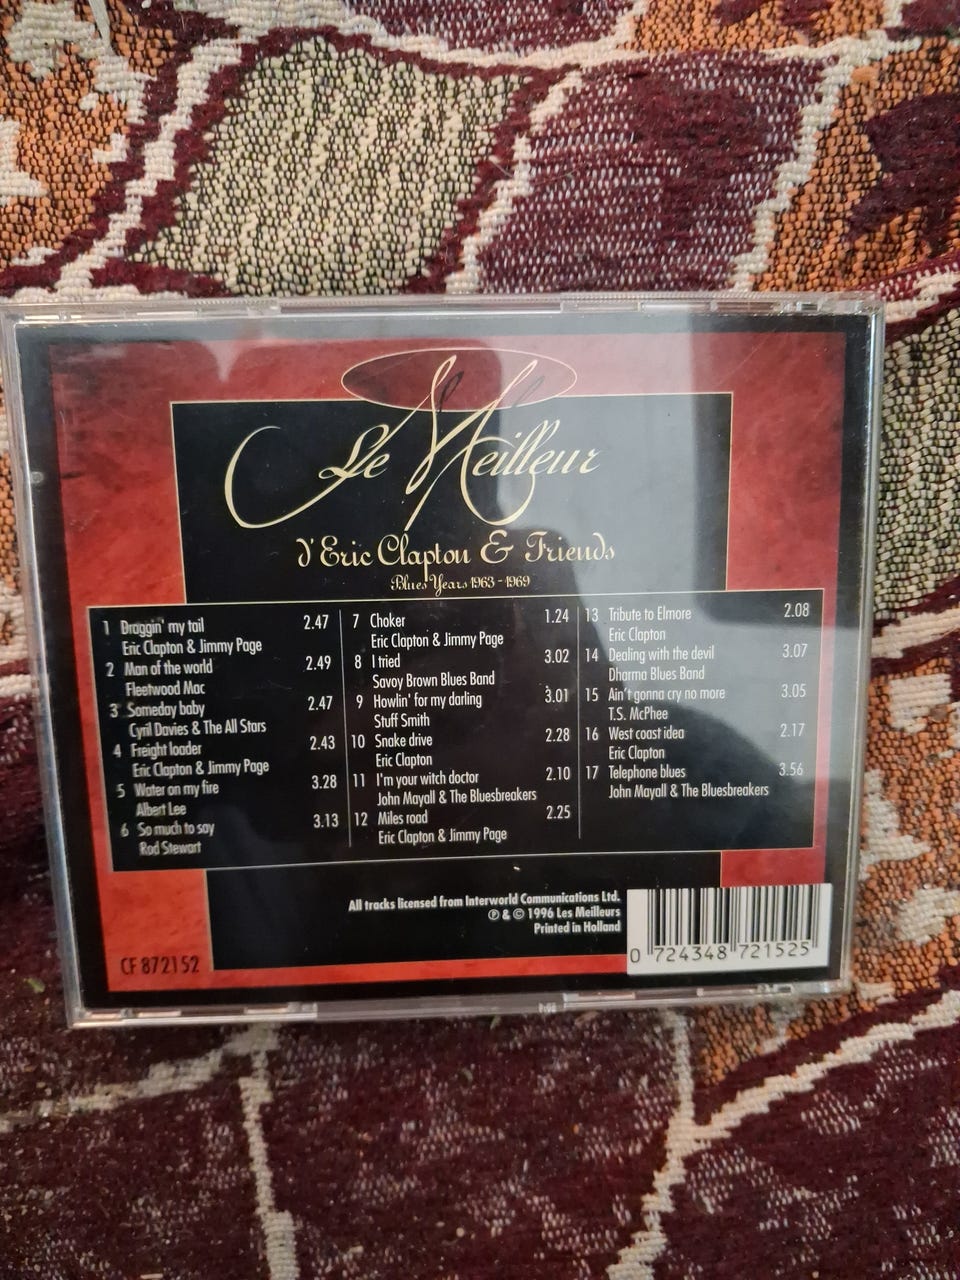 Le Meilleur
d'Eric Clapton & Friends
Blues Years 1963 - 1969
1 Draggin' my tail 2.47
Eric Clapton & Jimmy Page
2 Man of the world 2.49
Fleetwood Mac
3 Someday baby 2.47
Cyril Davies & The All Stars
4 Freight loader 2.43
Eric Clapton & Jimmy Page
5 Water on my fire 3.28
Albert Lee
6 So much to say 3.13
Rod Stewart
7 Choker 1.24
Eric Clapton & Jimmy Page
8 I tried 3.02
Savoy Brown Blues Band
9 Howlin' for my darling 3.01
Stuff Smith
10 Snake drive 2.28
Eric Clapton
11 I'm your witch doctor 2.10
John Mayall & The Bluesbreakers
12 Miles road 2.25
Eric Clapton & Jimmy Page
13 Tribute to Elmore 2.08
Eric Clapton
14 Dealing with the devil 3.07
Dharma Blues Band
15 Ain't gonna cry no more 3.05
T.S. McPhee
16 West coast idea 2.17
Eric Clapton
17 Telephone blues 3.56
John Mayall & The Bluesbreakers
All tracks licensed from Interworld Communications Ltd.
℗ & © 1996 Les Meilleurs
Printed in Holland
CF 872152
0 724348 721525